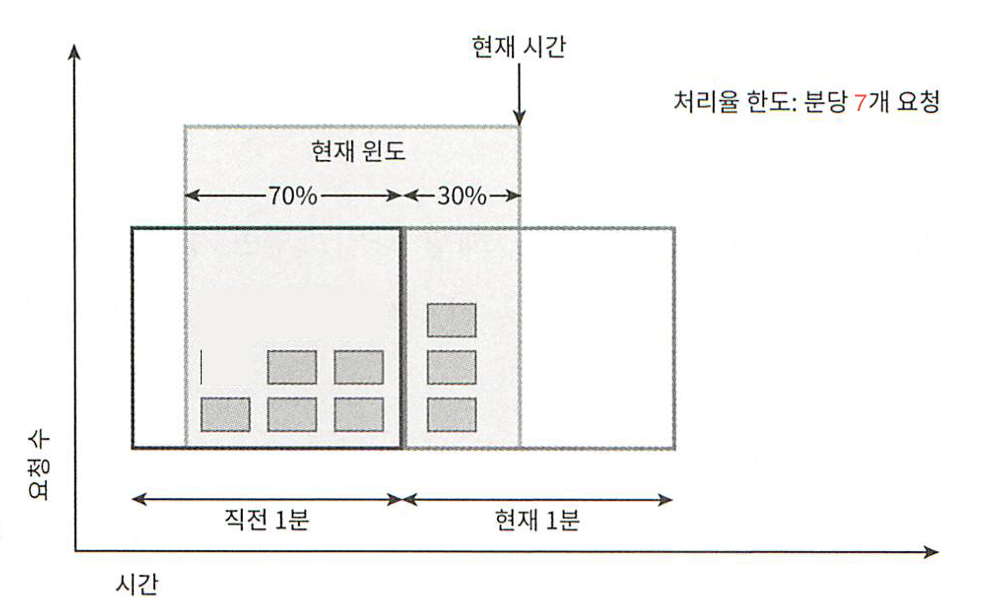 현재 시간
처리율 한도: 분당 7개 요청
현재 윈도
70%
30%
요청 수
직전 1분
현재 1분
시간